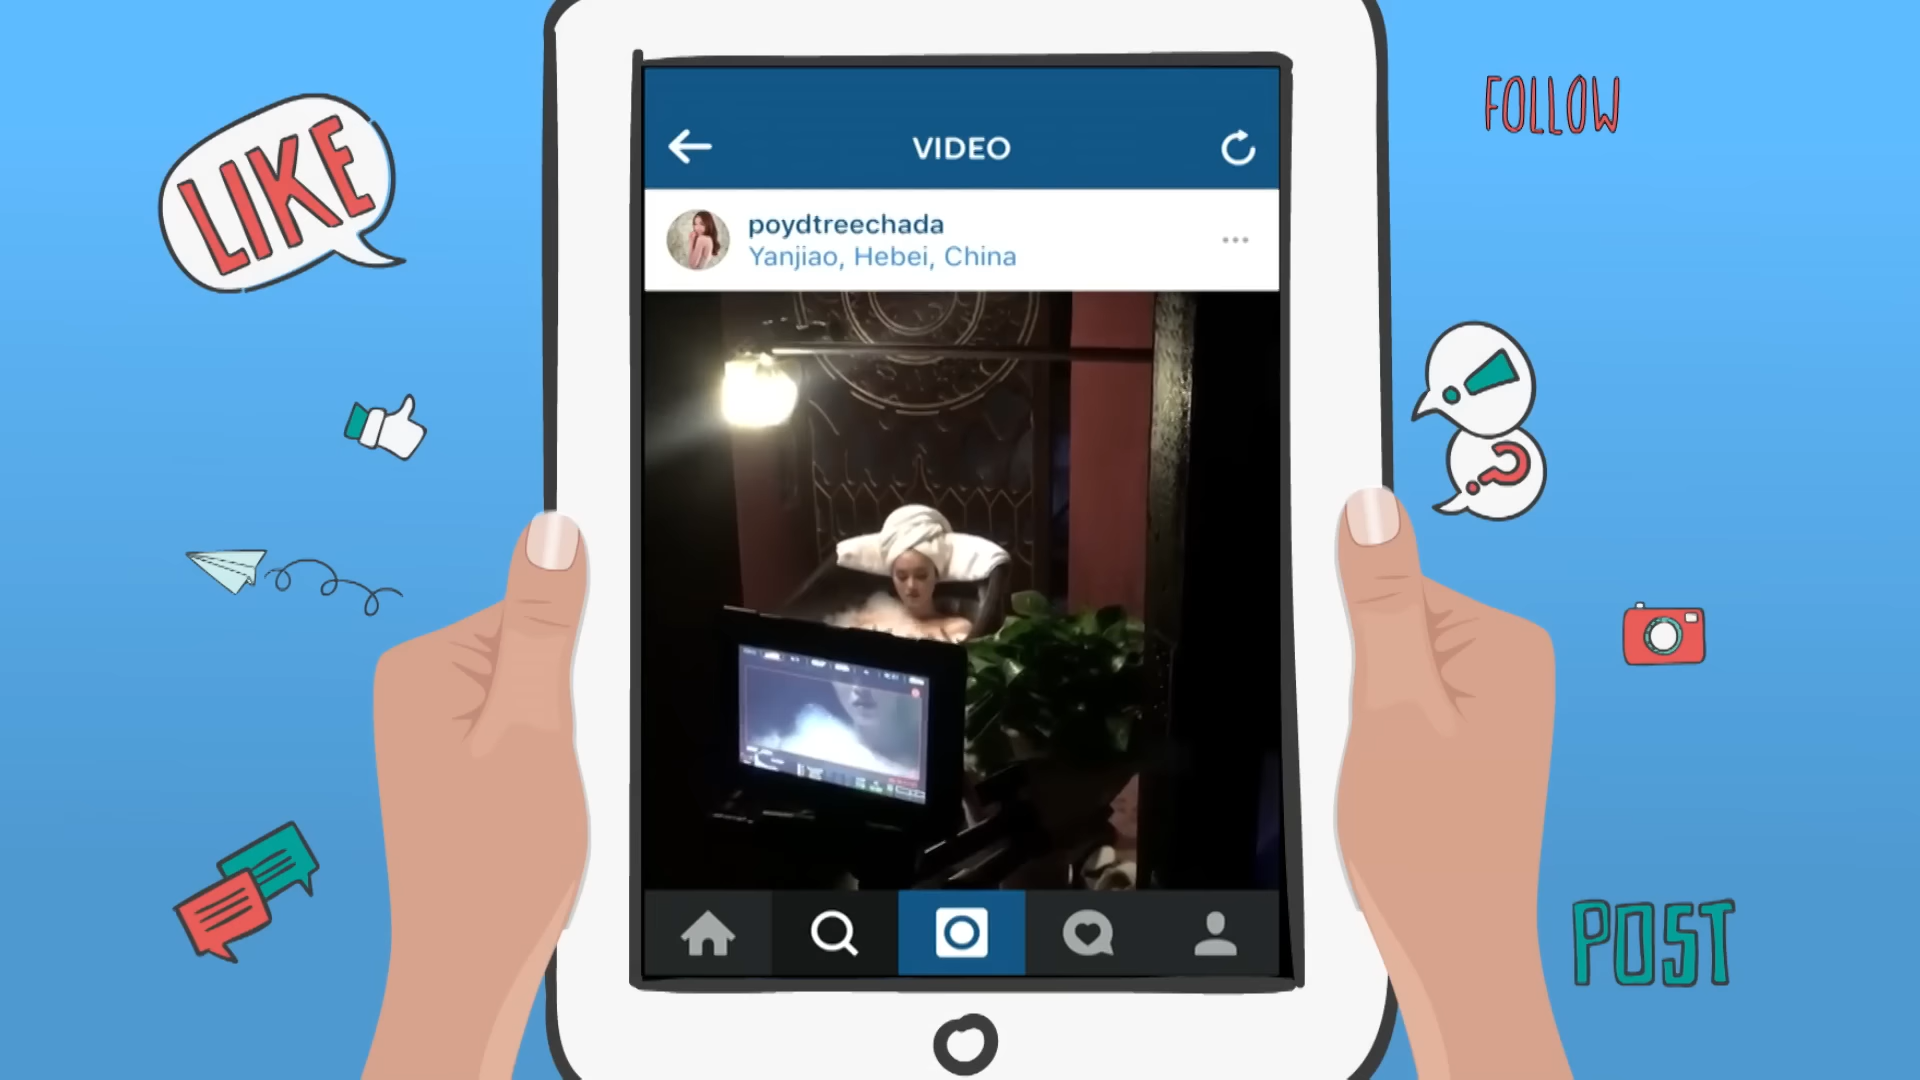 LIKE
FOLLOW
VIDEO
poydtreechada
Yanjiao, Hebei, China
POST